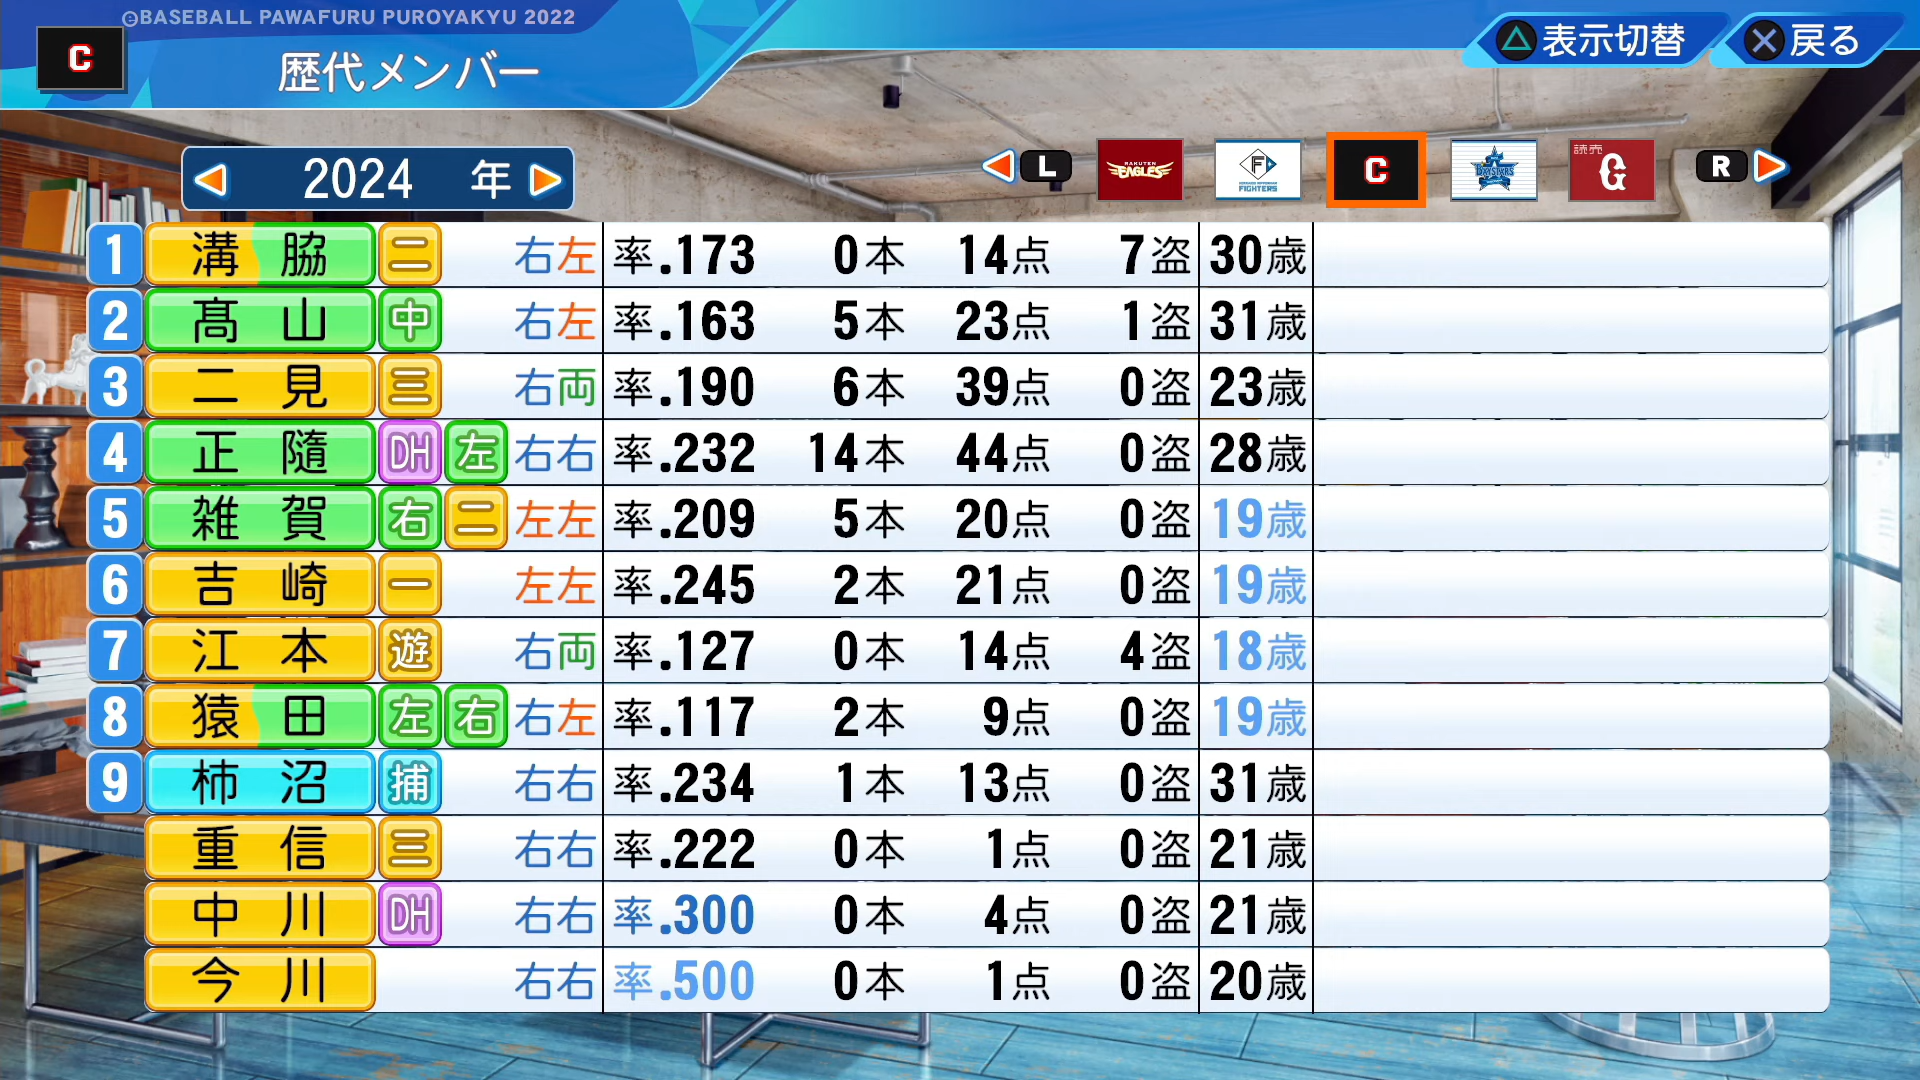 eBASEBALL PAWAFURU PUROYAKYU 2022
C 歴代メンバー △表示切替 ×戻る
2024 年 L RAKUTEN EAGLES F FIGHTERS C BAYSTARS 読売 G R
1 溝脇 二 右左 率.173 0本 14点 7盗 30歳
2 髙山 中 右左 率.163 5本 23点 1盗 31歳
3 二見 三 右両 率.190 6本 39点 0盗 23歳
4 正隨 DH 左 右右 率.232 14本 44点 0盗 28歳
5 雑賀 右 二 左左 率.209 5本 20点 0盗 19歳
6 吉崎 一 左左 率.245 2本 21点 0盗 19歳
7 江本 遊 右両 率.127 0本 14点 4盗 18歳
8 猿田 左 右 右左 率.117 2本 9点 0盗 19歳
9 柿沼 捕 右右 率.234 1本 13点 0盗 31歳
重信 三 右右 率.222 0本 1点 0盗 21歳
中川 DH 右右 率.300 0本 4点 0盗 21歳
今川 右右 率.500 0本 1点 0盗 20歳